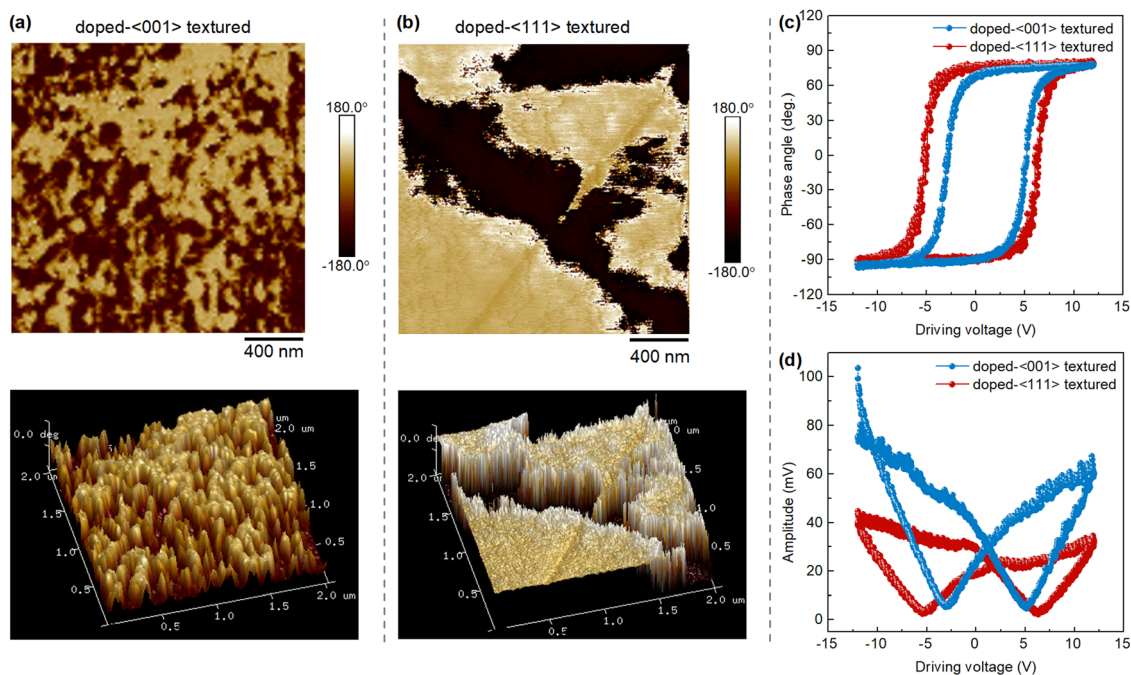 (a)
doped-<001> textured
180.0°
-180.0°
400 nm
0.0 deg
2.0 u
1.5
1.0
0.5
0.5
1.0
1.5
2.0 um
0.5
1.0
1.5
2.0 um
um
(b)
doped-<111> textured
180.0°
-180.0°
400 nm
0.0 deg
2.0 u
1.5
1.0
0.5
0.5
1.0
1.5
2.0 um
0.5
1.0
1.5
0 um
um
(c)
doped-<001> textured
doped-<111> textured
Phase angle (deg.)
120
90
60
30
0
-30
-60
-90
-120
-15 -10 -5 0 5 10 15
Driving voltage (V)
(d)
doped-<001> textured
doped-<111> textured
Amplitude (mV)
100
80
60
40
20
0
-15 -10 -5 0 5 10 15
Driving voltage (V)